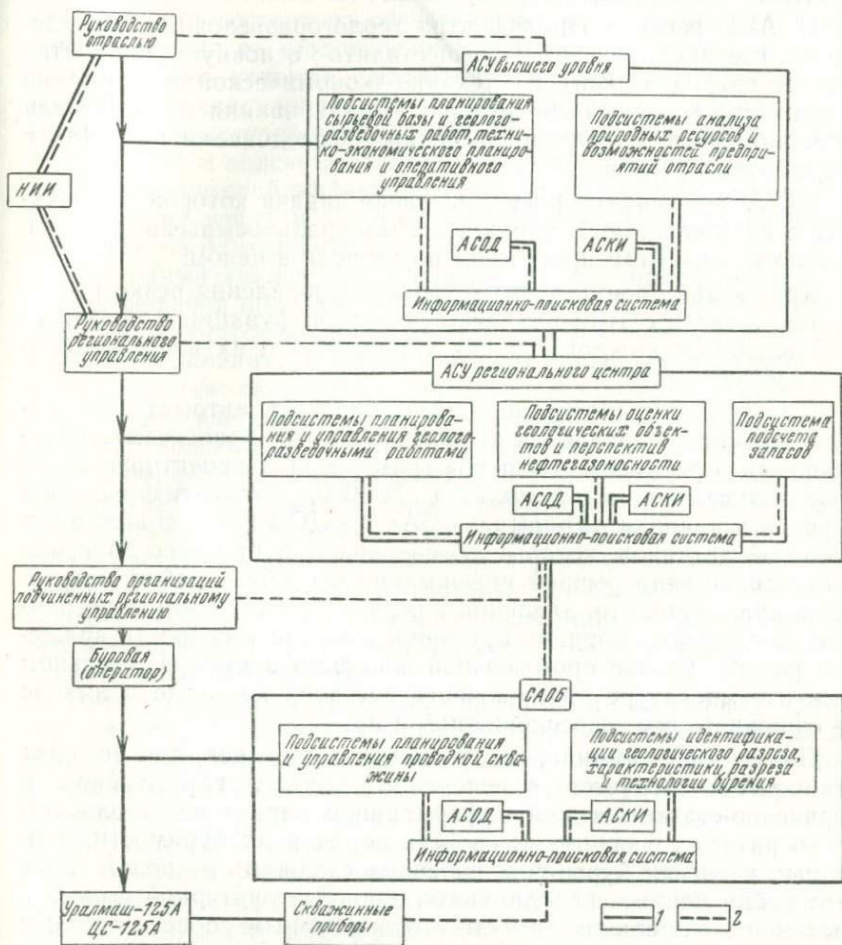 Руководство
отраслью
АСУ высшего уровня
Подсистемы планирования
сырьевой базы и геолого-
разведочных работ, техни-
ко-экономического планиро-
вания и оперативного
управления
Подсистемы анализа
природных ресурсов и
возможностей предпри-
ятий отрасли
НИИ
АСОД
АСКИ
Информационно-поисковая система
Руководство
регионального
управления
АСУ регионального центра
Подсистемы планирова-
ния и управления геолого-
разведочными работами
Подсистемы оценки
геологических объек-
тов и перспектив
нефтегазоносности
Подсистема
подсчета
запасов
АСОД
АСКИ
Информационно-поисковая система
Руководство организаций
подчиненных региональному
управлению
Буровая
(оператор)
САОБ
Подсистемы планирования
и управления проводкой сква-
жины
Подсистемы идентифика-
ции геологического разреза,
характеристики, разреза
и технологии бурения
АСОД
АСКИ
Информационно-поисковая система
Уралмаш-125А
ЦС-125А
Скважинные
приборы
1
2